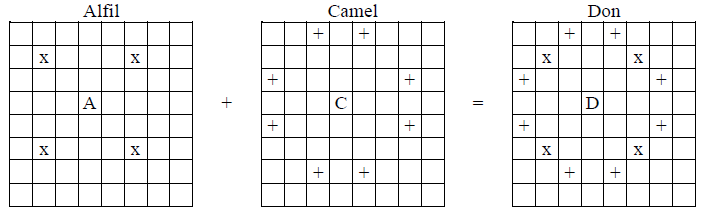 Alfil Camel Don
+ + + +
x x x x
+ + + +
A + C = D
+ + + +
x x x x
+ + + +